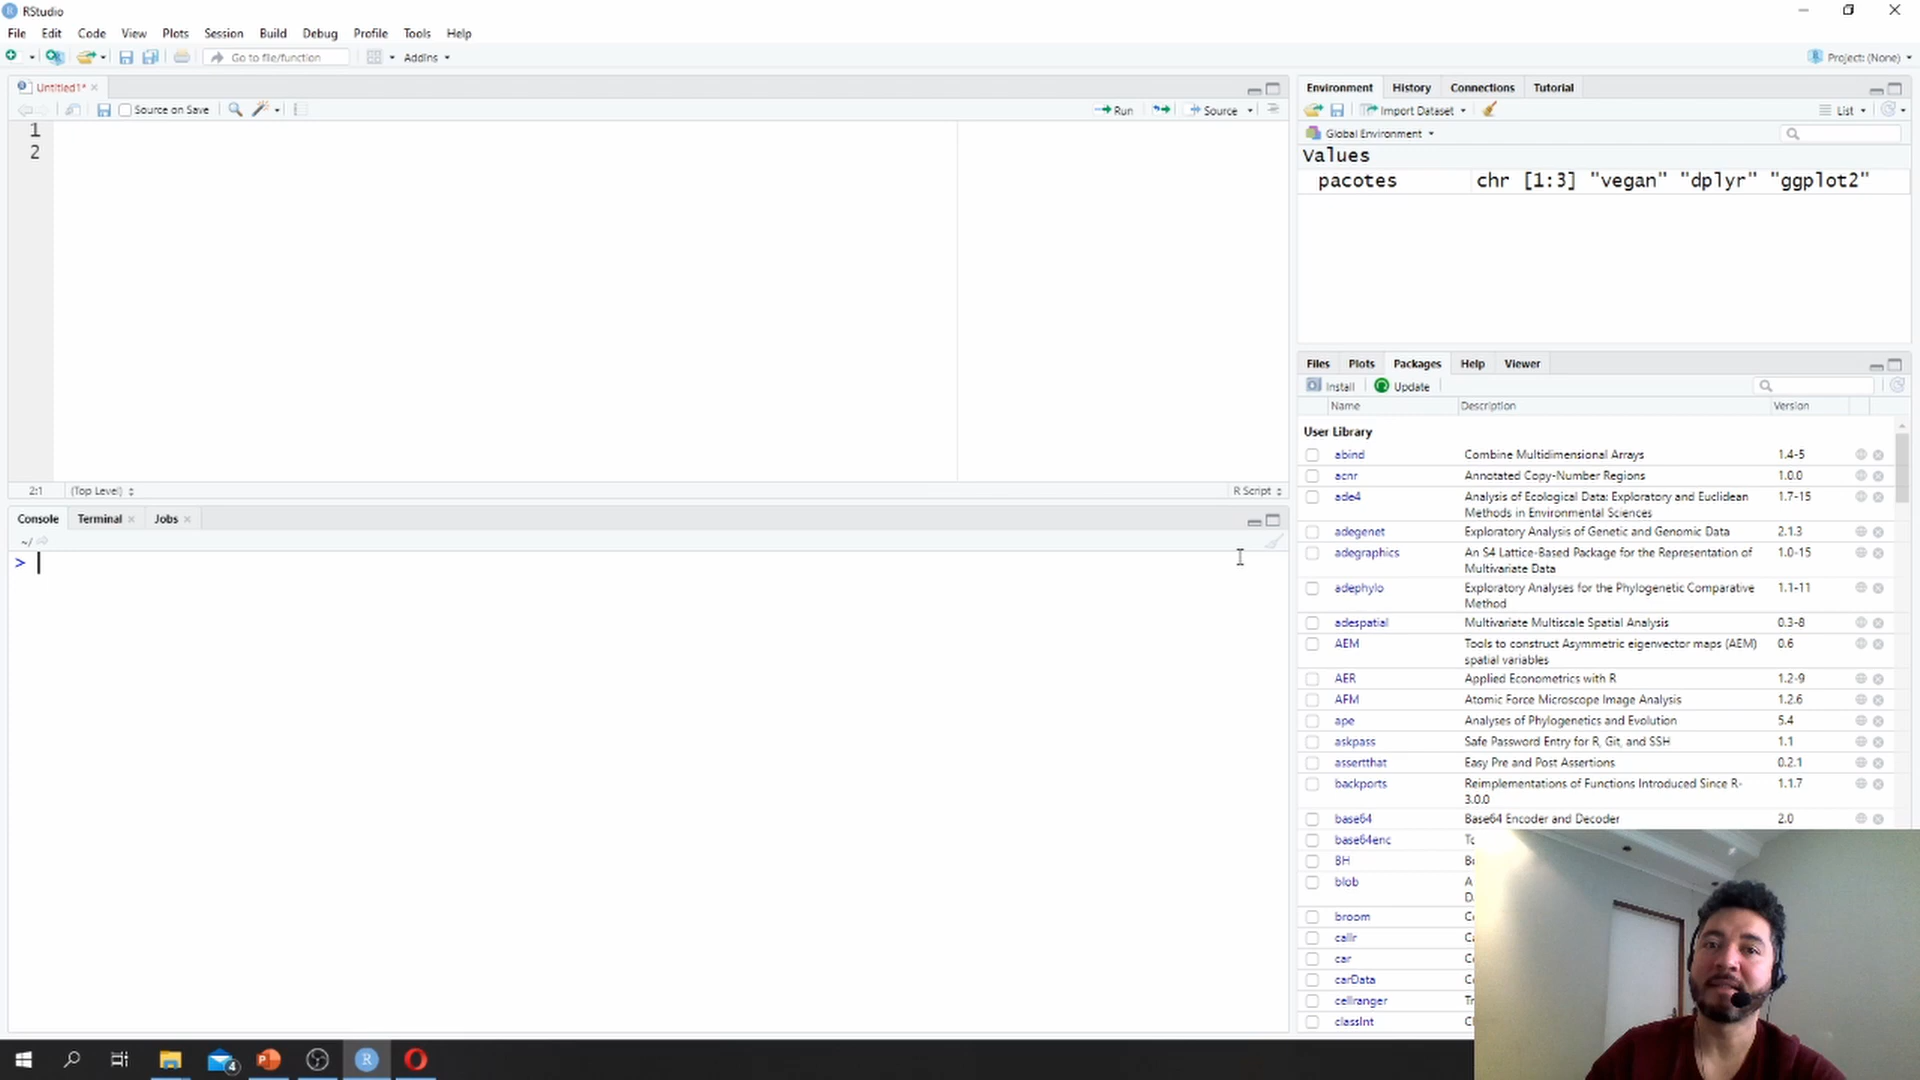 RStudio
File Edit Code View Plots Session Build Debug Profile Tools Help
Go to file/function Addins Project: (None)
Untitled1*
Source on Save Run Source
1
2
2:1 (Top Level) R Script
Console Terminal Jobs
~/
>
Environment History Connections Tutorial
Import Dataset List
Global Environment
Values
pacotes chr [1:3] "vegan" "dplyr" "ggplot2"
Files Plots Packages Help Viewer
Install Update
Name Description Version
User Library
abind Combine Multidimensional Arrays 1.4-5
acnr Annotated Copy-Number Regions 1.0.0
ade4 Analysis of Ecological Data: Exploratory and Euclidean 1.7-15
Methods in Environmental Sciences
adegenet Exploratory Analysis of Genetic and Genomic Data 2.1.3
adegraphics An S4 Lattice-Based Package for the Representation of 1.0-15
Multivariate Data
adephylo Exploratory Analyses for the Phylogenetic Comparative 1.1-11
Method
adespatial Multivariate Multiscale Spatial Analysis 0.3-8
AEM Tools to construct Asymmetric eigenvector maps (AEM) 0.6
spatial variables
AER Applied Econometrics with R 1.2-9
AFM Atomic Force Microscope Image Analysis 1.2.6
ape Analyses of Phylogenetics and Evolution 5.4
askpass Safe Password Entry for R, Git, and SSH 1.1
assertthat Easy Pre and Post Assertions 0.2.1
backports Reimplementations of Functions Introduced Since R- 1.1.7
3.0.0
base64 Base64 Encoder and Decoder 2.0
base64enc
BH
blob A
broom
callr
car
carData
cellranger
classInt
4